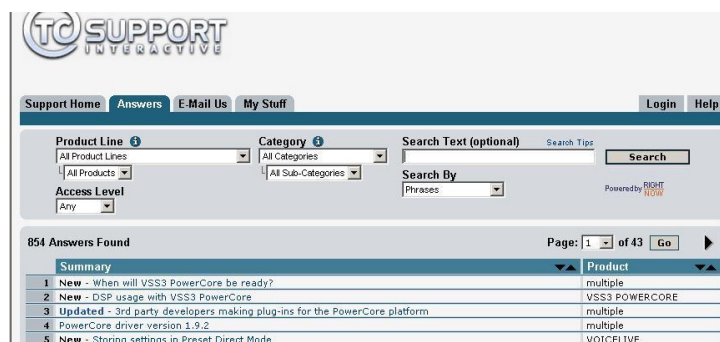 TC SUPPORT
INTERACTIVE
Support Home Answers E-Mail Us My Stuff Login Help
Product Line Category Search Text (optional) Search Tips
All Product Lines All Categories Search
All Products All Sub-Categories Search By
Access Level Phrases Powered by RIGHT NOW
Any
854 Answers Found Page: 1 of 43 Go
Summary Product
1 New - When will VSS3 PowerCore be ready? multiple
2 New - DSP usage with VSS3 PowerCore VSS3 POWERCORE
3 Updated - 3rd party developers making plug-ins for the PowerCore platform multiple
4 PowerCore driver version 1.9.2 multiple
5 New - Storing settings in Preset Direct Mode VOICELIVE